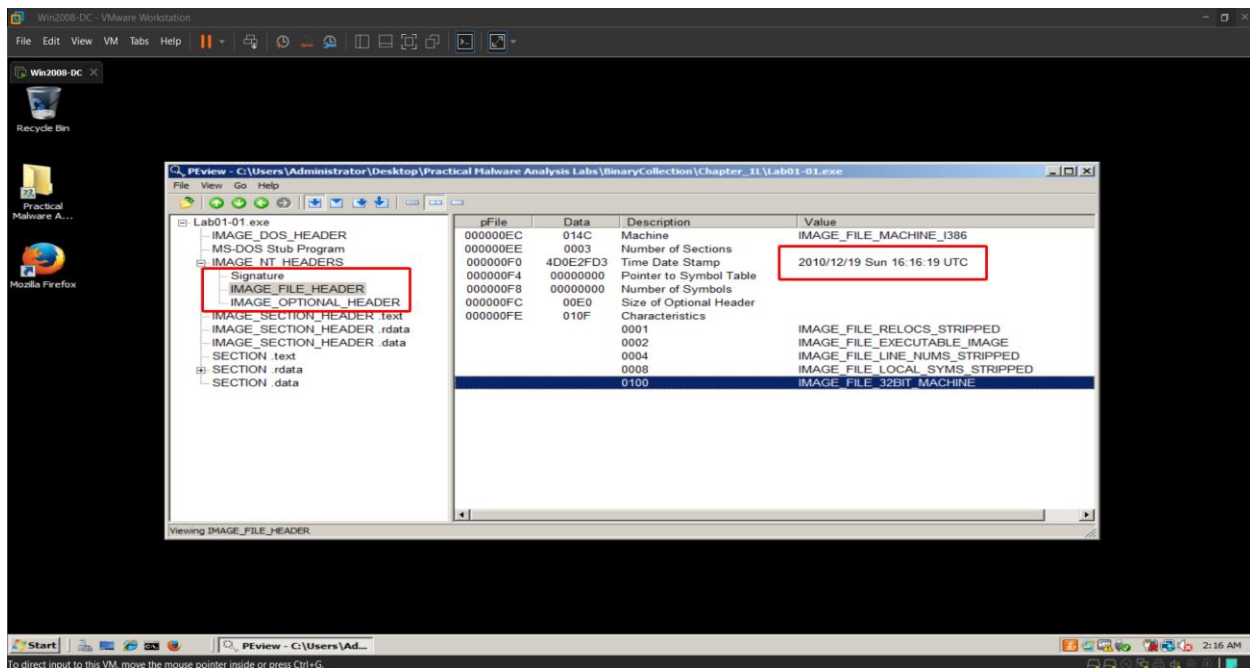 Win2008-DC - VMware Workstation
File Edit View VM Tabs Help
Win2008-DC
Recycle Bin
Practical
Malware A...
Mozilla Firefox
PEview - C:\Users\Administrator\Desktop\Practical Malware Analysis Labs\BinaryCollection\Chapter_1L\Lab01-01.exe
File View Go Help
Lab01-01.exe
IMAGE_DOS_HEADER
MS-DOS Stub Program
IMAGE_NT_HEADERS
Signature
IMAGE_FILE_HEADER
IMAGE_OPTIONAL_HEADER
IMAGE_SECTION_HEADER .text
IMAGE_SECTION_HEADER .rdata
IMAGE_SECTION_HEADER .data
SECTION .text
SECTION .rdata
SECTION .data
pFile Data Description Value
000000EC 014C Machine IMAGE_FILE_MACHINE_I386
000000EE 0003 Number of Sections
000000F0 4D0E2FD3 Time Date Stamp 2010/12/19 Sun 16:16:19 UTC
000000F4 00000000 Pointer to Symbol Table
000000F8 00000000 Number of Symbols
000000FC 00E0 Size of Optional Header
000000FE 010F Characteristics
0001 IMAGE_FILE_RELOCS_STRIPPED
0002 IMAGE_FILE_EXECUTABLE_IMAGE
0004 IMAGE_FILE_LINE_NUMS_STRIPPED
0008 IMAGE_FILE_LOCAL_SYMS_STRIPPED
0100 IMAGE_FILE_32BIT_MACHINE
Viewing IMAGE_FILE_HEADER
Start PEview - C:\Users\Ad... 2:16 AM
To direct input to this VM, move the mouse pointer inside or press Ctrl+G.